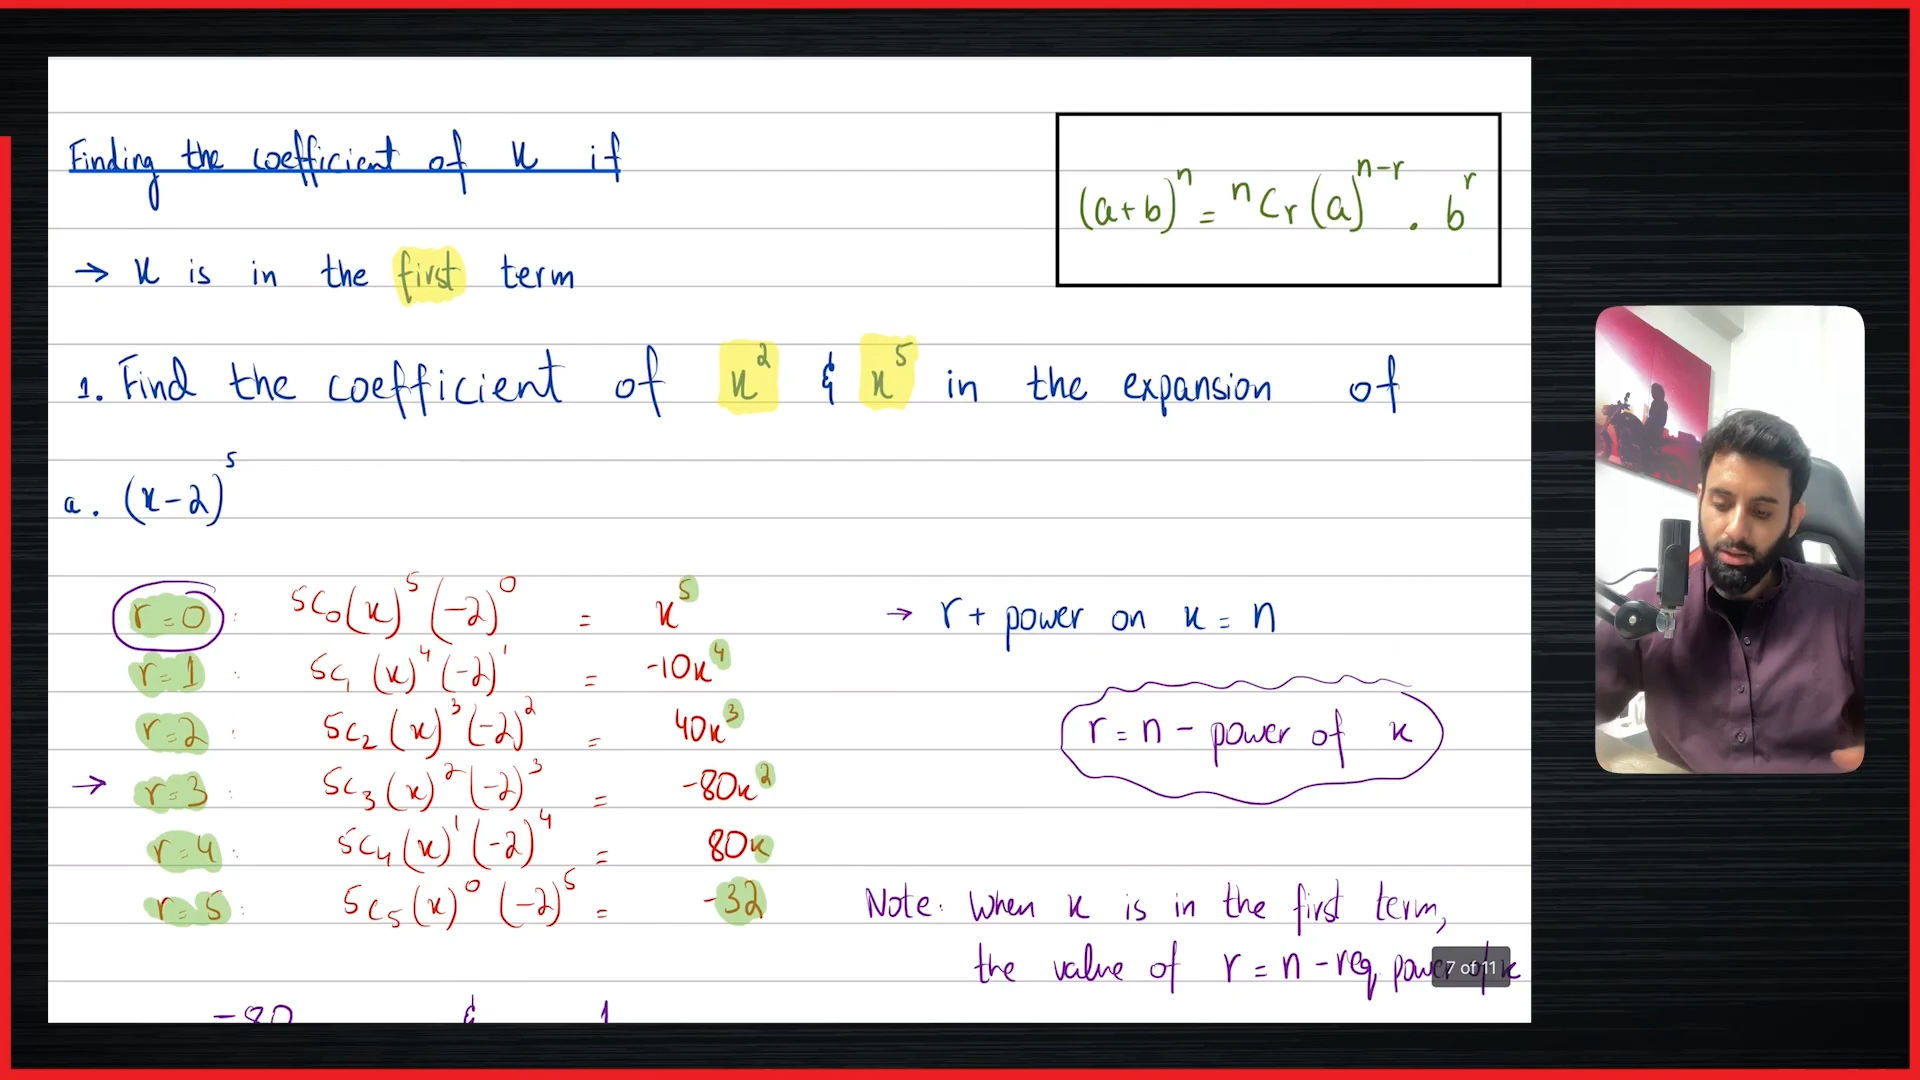 Finding the coefficient of x if
(a+b)^n = nCr (a)^n-r . b^r
→ x is in the first term
1. Find the coefficient of x^2 & x^5 in the expansion of
a. (x-2)^5
r=0 : 5C0 (x)^5 (-2)^0 = x^5
r=1 : 5C1 (x)^4 (-2)^1 = -10x^4
r=2 : 5C2 (x)^3 (-2)^2 = 40x^3
→ r=3 : 5C3 (x)^2 (-2)^3 = -80x^2
r=4 : 5C4 (x)^1 (-2)^4 = 80x
r=5 : 5C5 (x)^0 (-2)^5 = -32
→ r + power on x = n
r = n - power of x
Note: When x is in the first term,
the value of r = n - req. power of x
7 of 11
-80 & 1